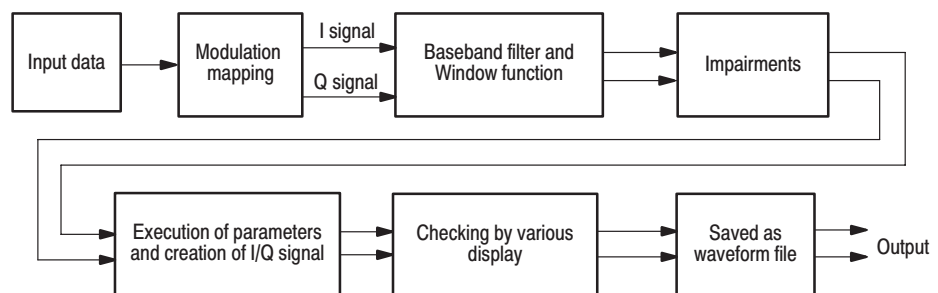 Input data
Modulation
mapping
I signal
Q signal
Baseband filter and
Window function
Impairments
Execution of parameters
and creation of I/Q signal
Checking by various
display
Saved as
waveform file
Output